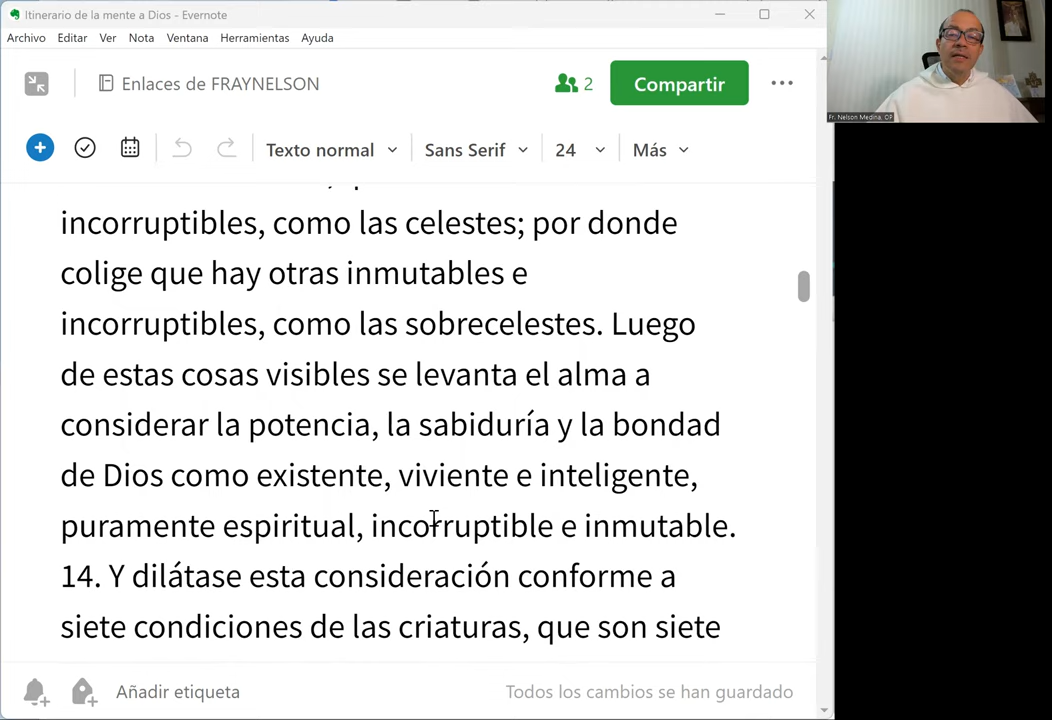 Itinerario de la mente a Dios - Evernote
Archivo Editar Ver Nota Ventana Herramientas Ayuda
Enlaces de FRAYNELSON
2
Compartir
Texto normal
Sans Serif
24
Más
incorruptibles, como las celestes; por donde
colige que hay otras inmutables e
incorruptibles, como las sobrecelestes. Luego
de estas cosas visibles se levanta el alma a
considerar la potencia, la sabiduría y la bondad
de Dios como existente, viviente e inteligente,
puramente espiritual, incorruptible e inmutable.
14. Y dilátase esta consideración conforme a
siete condiciones de las criaturas, que son siete
Añadir etiqueta
Todos los cambios se han guardado
Fr. Nelson Medina, OP